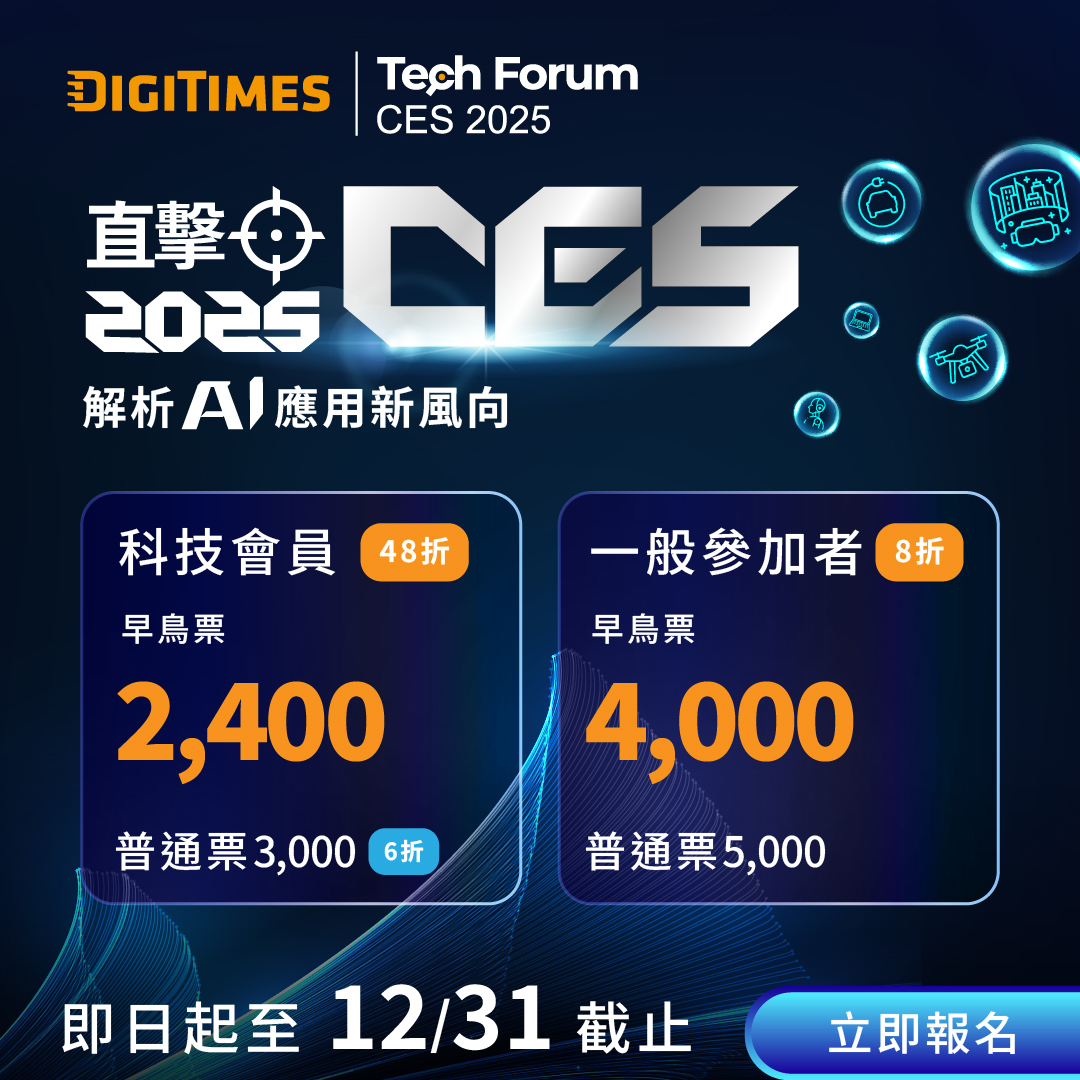 DIGITIMES
Tech Forum
CES 2025
直擊
2025
CES
解析AI應用新風向
科技會員 48折
早鳥票
2,400
普通票3,000 6折
一般參加者 8折
早鳥票
4,000
普通票5,000
即日起至 12/31 截止
立即報名